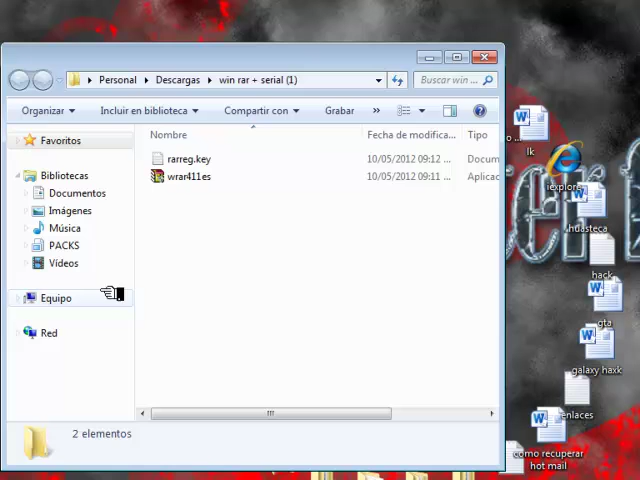 Personal
Descargas
win rar + serial (1)
Buscar win ...
Organizar
Incluir en biblioteca
Compartir con
Grabar
»
Nombre
Fecha de modifica...
Tipo
rarreg.key
10/05/2012 09:12 ...
Docum
wrar411es
10/05/2012 09:11 ...
Aplicac
Favoritos
Bibliotecas
Documentos
Imágenes
Música
PACKS
Vídeos
Equipo
Red
2 elementos
lk
iexplore
huasteca
hack
gta
galaxy haxk
enlaces
como recuperar
hot mail